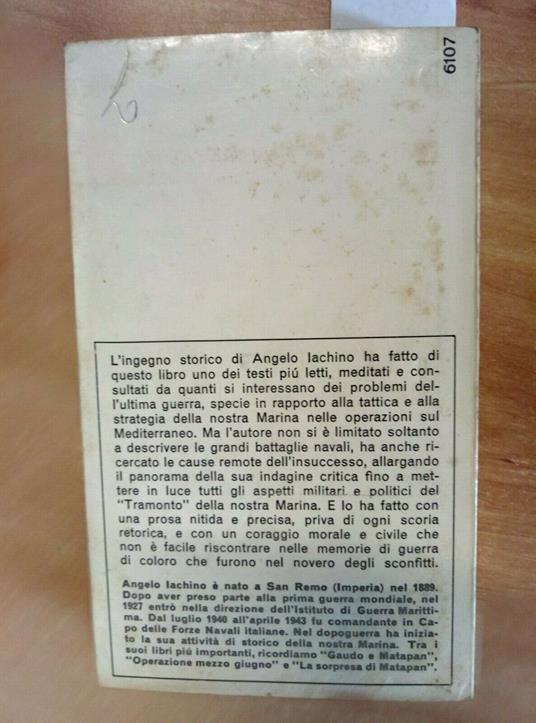 6107
L'ingegno storico di Angelo Iachino ha fatto di
questo libro uno dei testi piú letti, meditati e con-
sultati da quanti si interessano dei problemi del-
l'ultima guerra, specie in rapporto alla tattica e alla
strategia della nostra Marina nelle operazioni sul
Mediterraneo. Ma l'autore non si è limitato soltanto
a descrivere le grandi battaglie navali, ha anche ri-
cercato le cause remote dell'insuccesso, allargando
il panorama della sua indagine critica fino a met-
tere in luce tutti gli aspetti militari e politici del
"Tramonto" della nostra Marina. E lo ha fatto con
una prosa nitida e precisa, priva di ogni scoria
retorica, e con un coraggio morale e civile che
non è facile riscontrare nelle memorie di guerra
di coloro che furono nel novero degli sconfitti.
Angelo Iachino è nato a San Remo (Imperia) nel 1889.
Dopo aver preso parte alla prima guerra mondiale, nel
1927 entrò nella direzione dell'Istituto di Guerra Maritti-
ma. Dal luglio 1940 all'aprile 1943 fu comandante in Ca-
po delle Forze Navali italiane. Nel dopoguerra ha inizia-
to la sua attività di storico della nostra Marina. Tra i
suoi libri piú importanti, ricordiamo "Gaudo e Matapan",
"Operazione mezzo giugno" e "La sorpresa di Matapan".